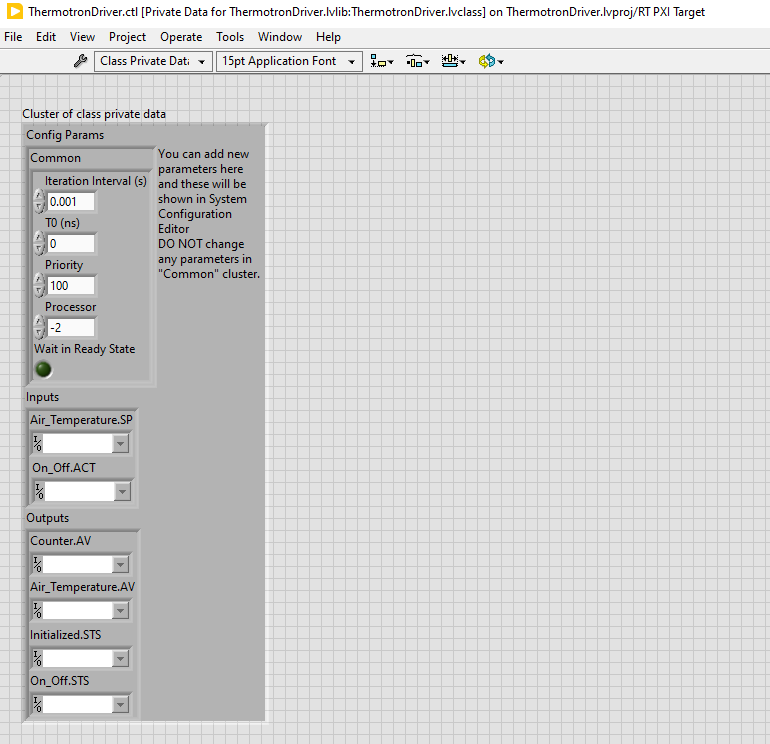 ThermotronDriver.ctl [Private Data for ThermotronDriver.lvlib:ThermotronDriver.lvclass] on ThermotronDriver.lvproj/RT PXI Target
File Edit View Project Operate Tools Window Help
Class Private Data 15pt Application Font
Cluster of class private data
Config Params
Common
Iteration Interval (s)
0.001
T0 (ns)
0
Priority
100
Processor
-2
Wait in Ready State
You can add new
parameters here
and these will be
shown in System
Configuration
Editor
DO NOT change
any parameters in
"Common" cluster.
Inputs
Air_Temperature.SP
I/O
On_Off.ACT
I/O
Outputs
Counter.AV
I/O
Air_Temperature.AV
I/O
Initialized.STS
I/O
On_Off.STS
I/O